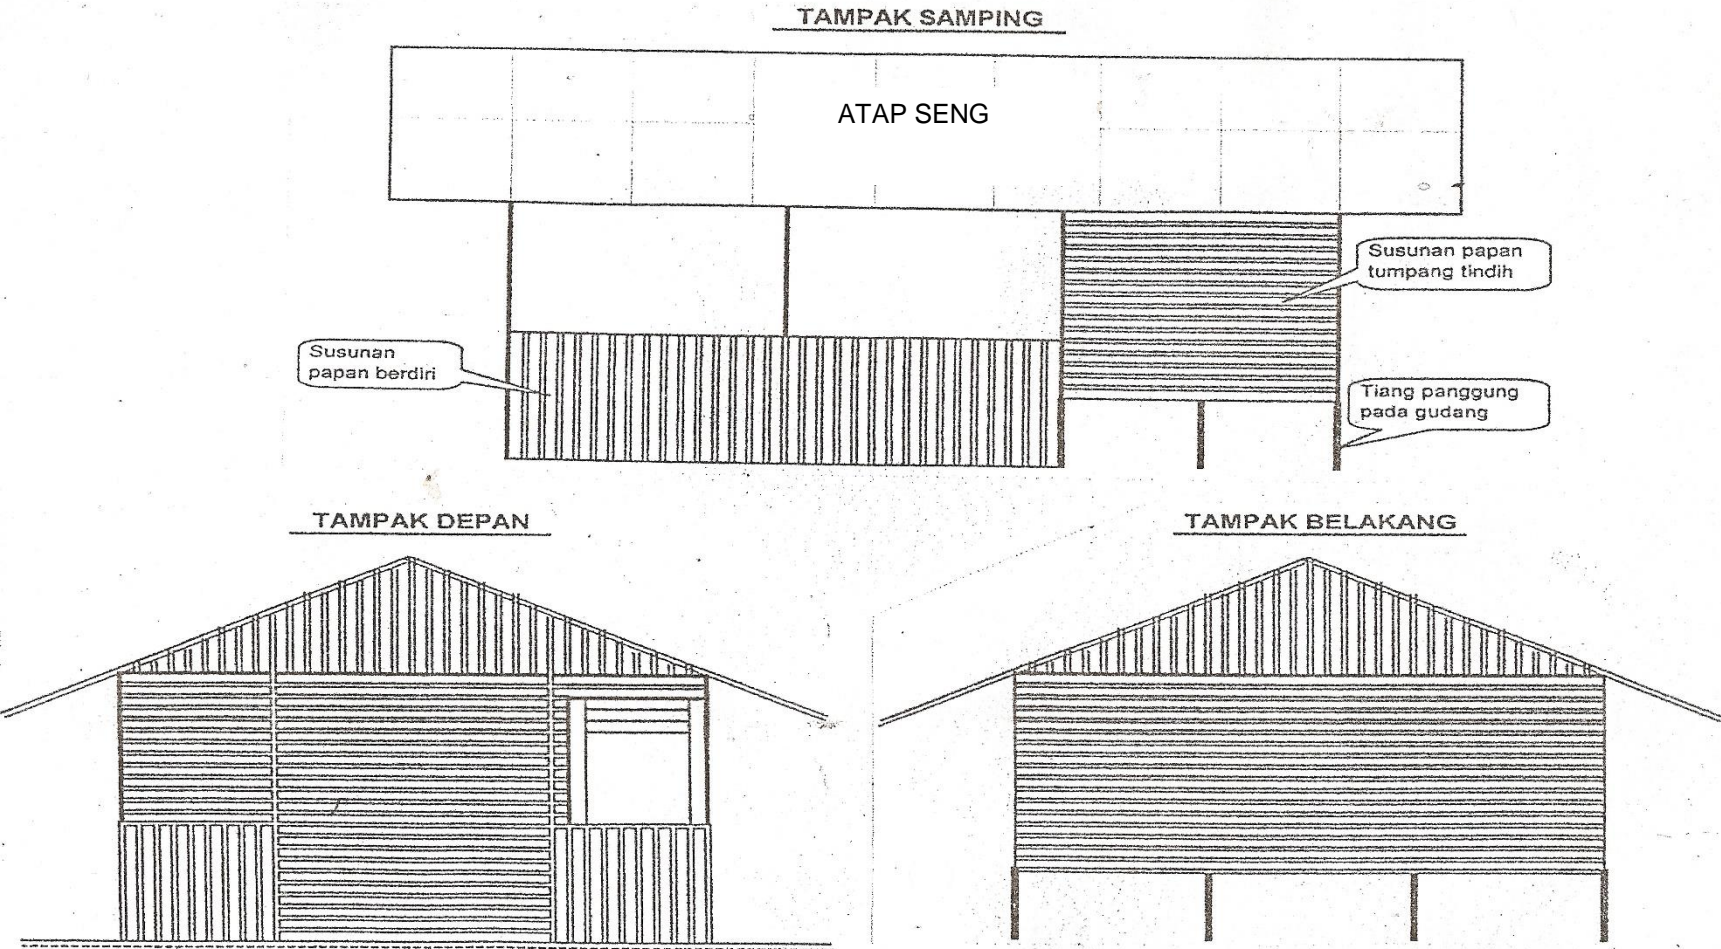 TAMPAK SAMPING
ATAP SENG
Susunan papan
tumpang tindih
Susunan
papan berdiri
Tiang panggung
pada gudang
TAMPAK DEPAN
TAMPAK BELAKANG